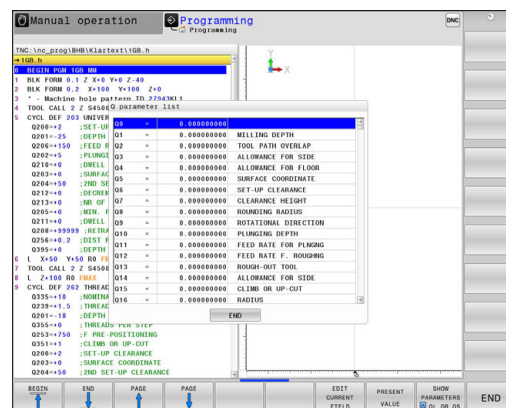 Manual operation
Programming
Programming
DNC
TNC:\nc_prog\BHB\Klartext\1GB.h
→1GB.h
0 BEGIN PGM 1GB MM
1 BLK FORM 0.1 Z X+0 Y+0 Z-40
2 BLK FORM 0.2 X+100 Y+100 Z+0
3 * - Machine hole pattern ID 27943KL1
4 TOOL CALL 2 Z S4500
5 CYCL DEF 203 UNIVER
Q200=+2 ;SET-UP
Q201=-25 ;DEPTH
Q206=+150 ;FEED R
Q202=+5 ;PLUNGI
Q210=+0 ;DWELL
Q203=+0 ;SURFAC
Q204=+50 ;2ND SE
Q212=+0 ;DECREM
Q213=+0 ;NR OF
Q205=+0 ;MIN. P
Q211=+0 ;DWELL
Q208=+99999 ;RETRA
Q256=+0.2 ;DIST F
Q395=+0 ;DEPTH
6 L X+50 Y+50 R0 FM
7 TOOL CALL 2 Z S4500
8 L Z+100 R0 FMAX
9 CYCL DEF 262 THREAD
Q335=+10 ;NOMINA
Q239=+1.5 ;THREAD
Q201=-18 ;DEPTH
Q355=+0 ;THREADS PER STEP
Q253=+750 ;F PRE-POSITIONING
Q351=+1 ;CLIMB OR UP-CUT
Q200=+2 ;SET-UP CLEARANCE
Q203=+0 ;SURFACE COORDINATE
Q204=+50 ;2ND SET-UP CLEARANCE
Y
X
Q parameter list
Q0 = 0.000000000
Q1 = 0.000000000 MILLING DEPTH
Q2 = 0.000000000 TOOL PATH OVERLAP
Q3 = 0.000000000 ALLOWANCE FOR SIDE
Q4 = 0.000000000 ALLOWANCE FOR FLOOR
Q5 = 0.000000000 SURFACE COORDINATE
Q6 = 0.000000000 SET-UP CLEARANCE
Q7 = 0.000000000 CLEARANCE HEIGHT
Q8 = 0.000000000 ROUNDING RADIUS
Q9 = 0.000000000 ROTATIONAL DIRECTION
Q10 = 0.000000000 PLUNGING DEPTH
Q11 = 0.000000000 FEED RATE FOR PLNGNG
Q12 = 0.000000000 FEED RATE F. ROUGHNG
Q13 = 0.000000000 ROUGH-OUT TOOL
Q14 = 0.000000000 ALLOWANCE FOR SIDE
Q15 = 0.000000000 CLIMB OR UP-CUT
Q16 = 0.000000000 RADIUS
END
BEGIN
END
PAGE
PAGE
EDIT
CURRENT
FIELD
PRESENT
VALUE
SHOW
PARAMETERS
Q QL QR QS
END